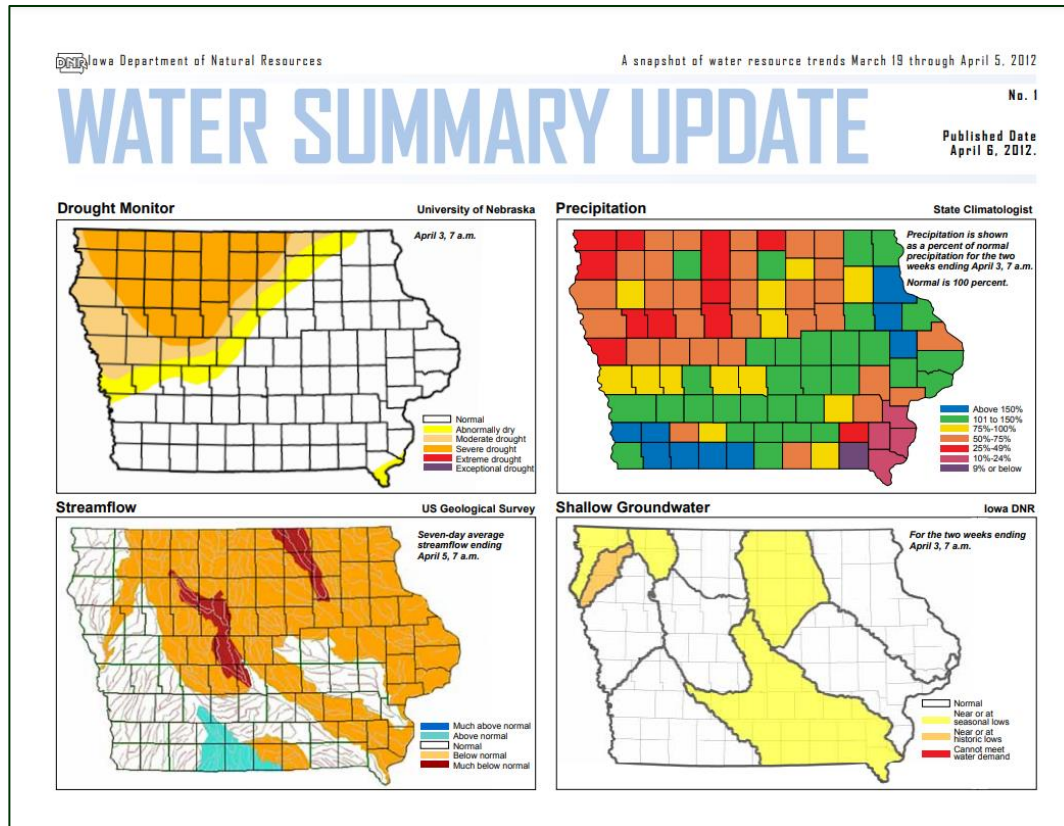 DNR Iowa Department of Natural Resources
A snapshot of water resource trends March 19 through April 5, 2012
WATER SUMMARY UPDATE
No. 1
Published Date
April 6, 2012.
Drought Monitor
University of Nebraska
April 3, 7 a.m.
Normal
Abnormally dry
Moderate drought
Severe drought
Extreme drought
Exceptional drought
Precipitation
State Climatologist
Precipitation is shown
as a percent of normal
precipitation for the two
weeks ending April 3, 7 a.m.
Normal is 100 percent.
Above 150%
101 to 150%
75%-100%
50%-75%
25%-49%
10%-24%
9% or below
Streamflow
US Geological Survey
Seven-day average
streamflow ending
April 5, 7 a.m.
Much above normal
Above normal
Normal
Below normal
Much below normal
Shallow Groundwater
Iowa DNR
For the two weeks ending
April 3, 7 a.m.
Normal
Near or at
seasonal lows
Near or at
historic lows
Cannot meet
water demand